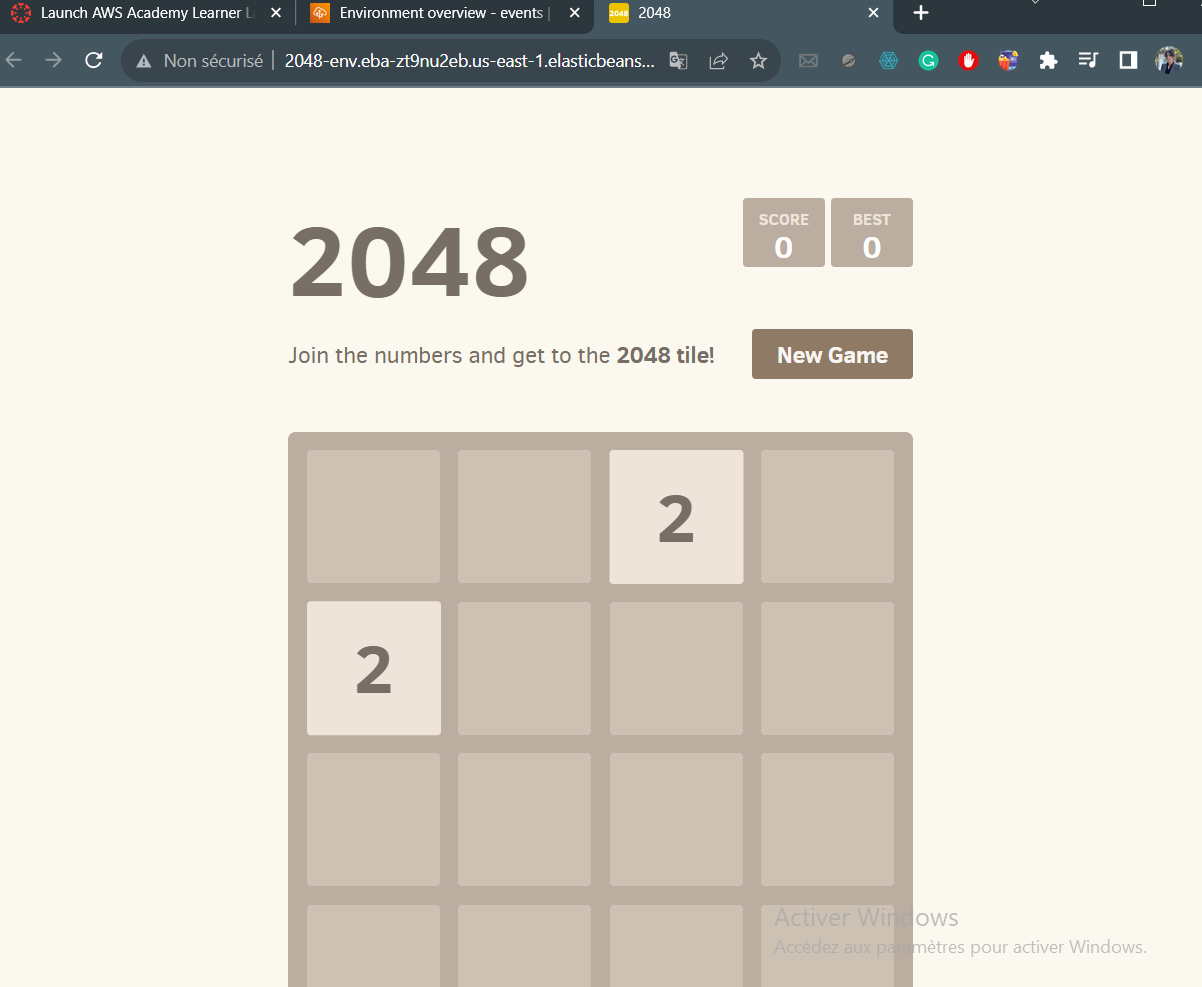 Launch AWS Academy Learner L
Environment overview - events |
2048
2048
Non sécurisé
2048-env.eba-zt9nu2eb.us-east-1.elasticbeans...
2048
SCORE
0
BEST
0
Join the numbers and get to the 2048 tile!
New Game
2
2
Activer Windows
Accédez aux paramètres pour activer Windows.